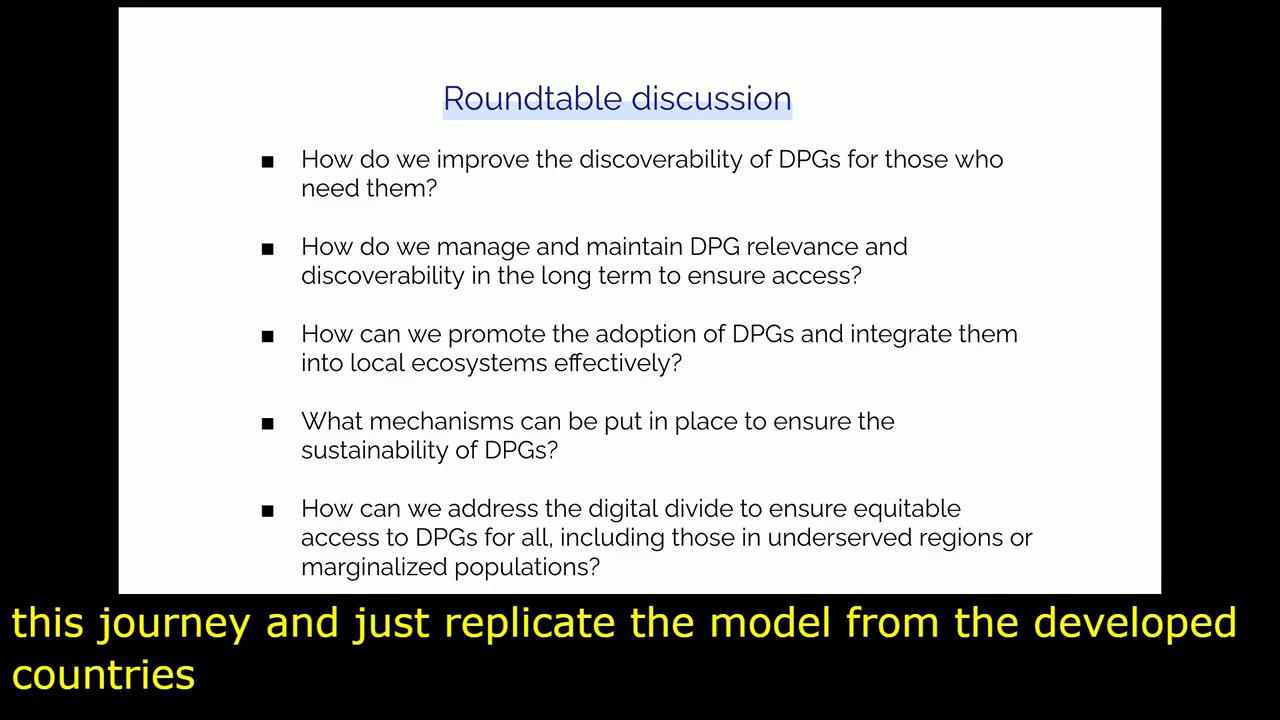 Roundtable discussion
▪ How do we improve the discoverability of DPGs for those who
need them?
▪ How do we manage and maintain DPG relevance and
discoverability in the long term to ensure access?
▪ How can we promote the adoption of DPGs and integrate them
into local ecosystems effectively?
▪ What mechanisms can be put in place to ensure the
sustainability of DPGs?
▪ How can we address the digital divide to ensure equitable
access to DPGs for all, including those in underserved regions or
marginalized populations?
this journey and just replicate the model from the developed
countries